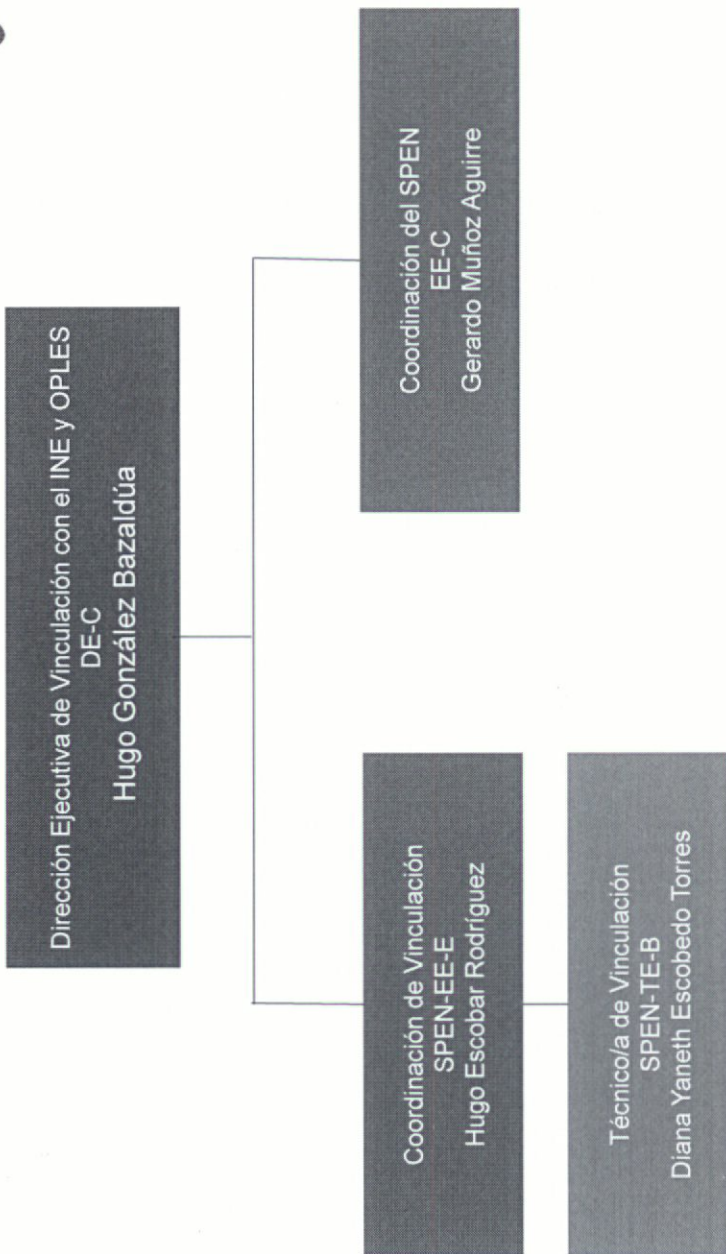 Dirección Ejecutiva de Vinculación con el INE y OPLES
DE-C
Hugo González Bazaldúa
Coordinación de Vinculación
SPEN-EE-E
Hugo Escobar Rodríguez
Técnico/a de Vinculación
SPEN-TE-B
Diana Yaneth Escobedo Torres
Coordinación del SPEN
EE-C
Gerardo Muñoz Aguirre